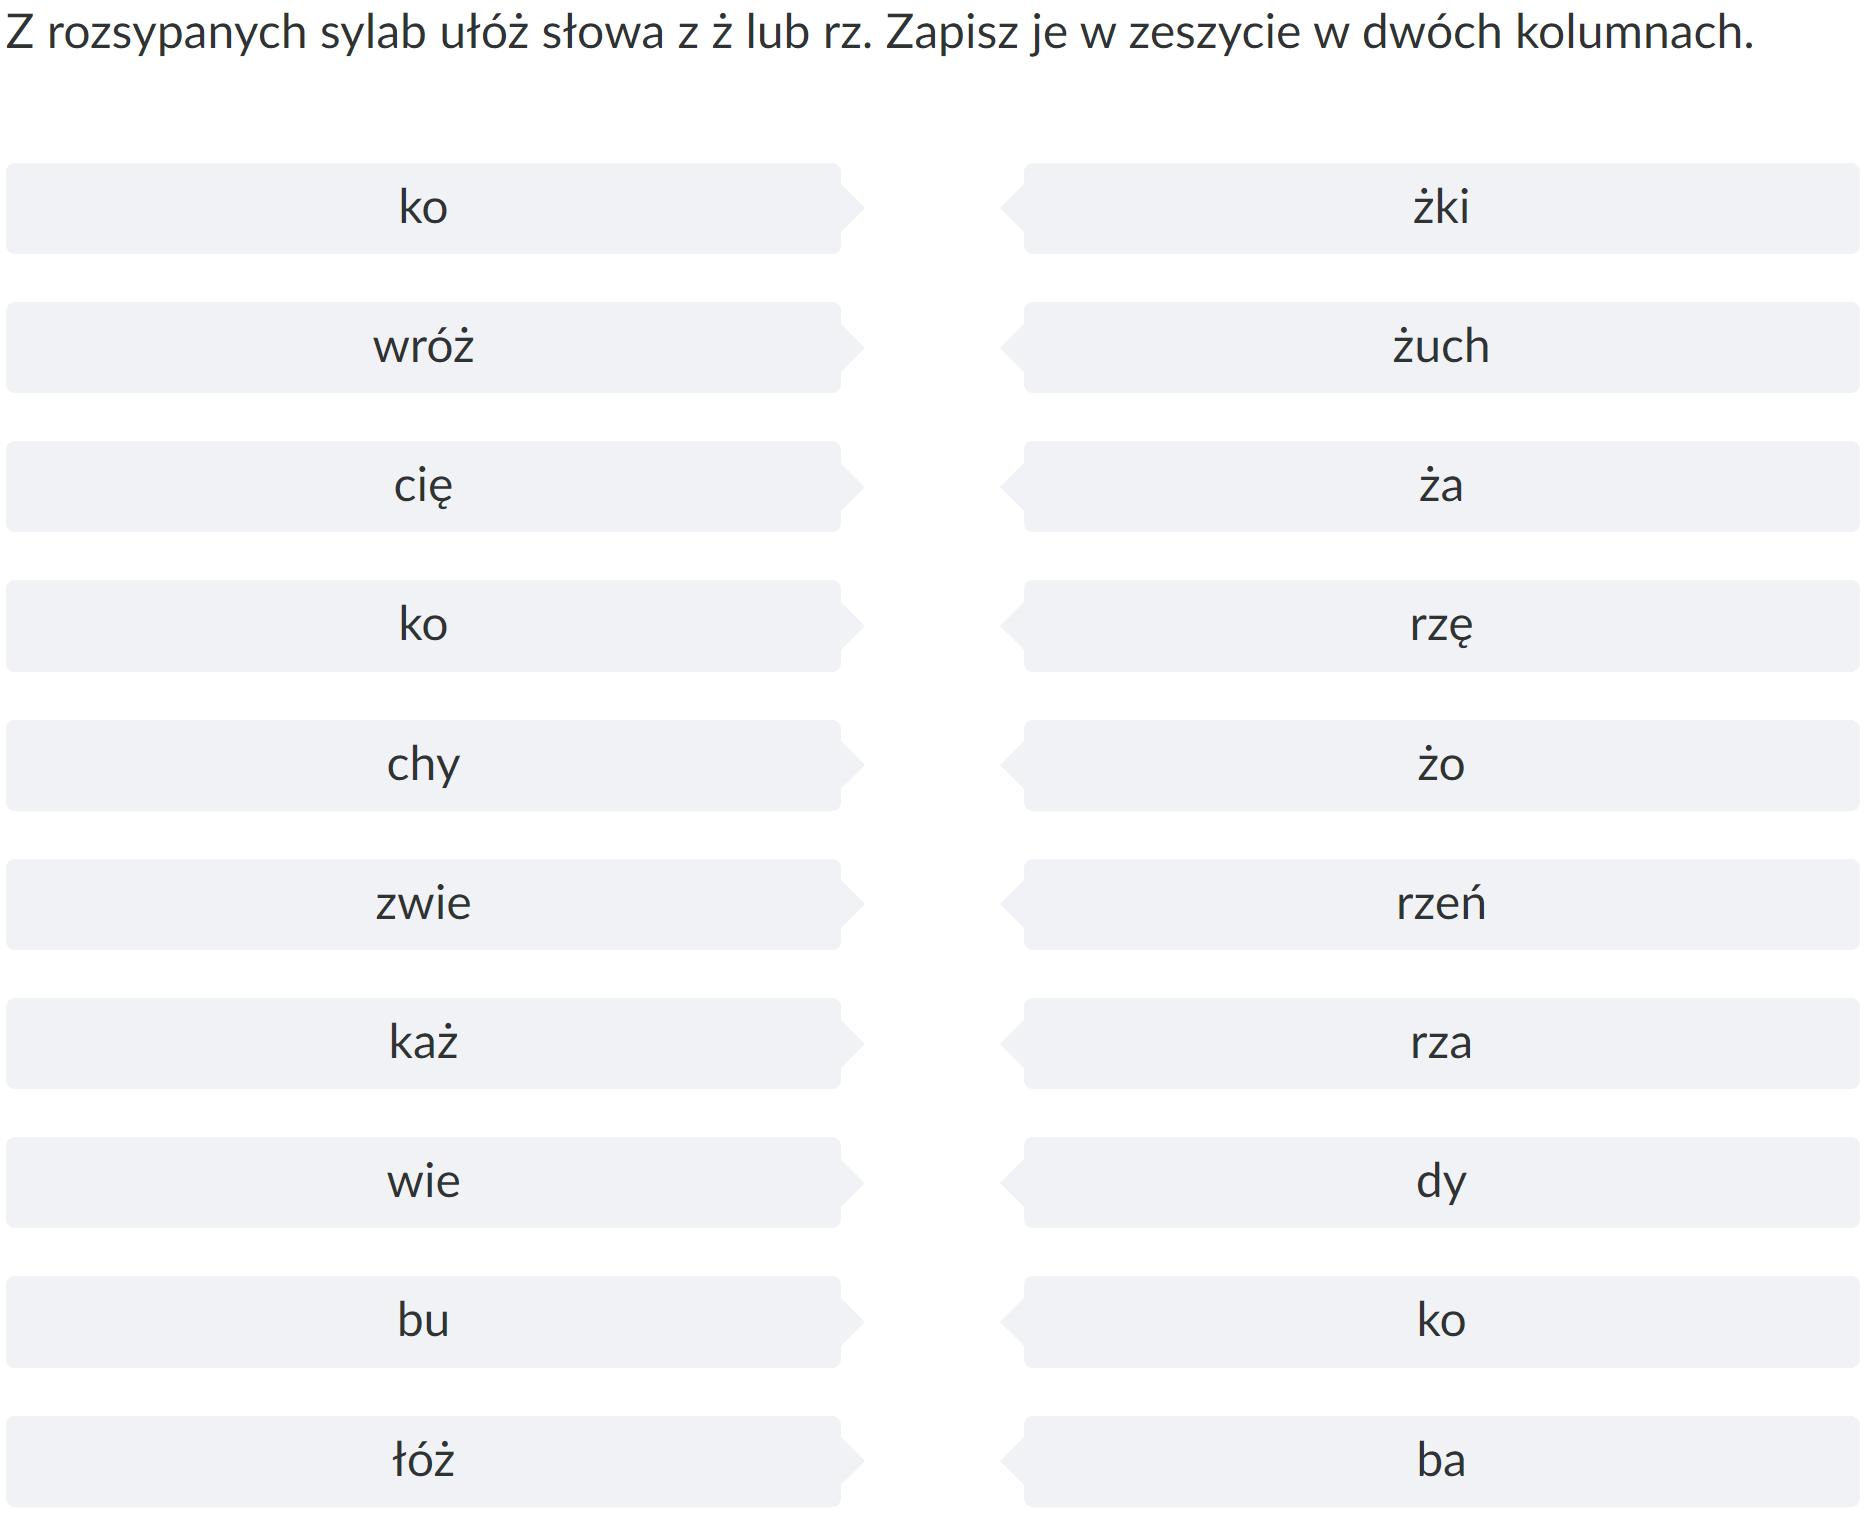 Z rozsypanych sylab ułóż słowa z ż lub rz. Zapisz je w zeszycie w dwóch kolumnach.
ko żki
wróż żuch
cię ża
ko rzę
chy żo
zwie rzeń
każ rza
wie dy
bu ko
łóż ba